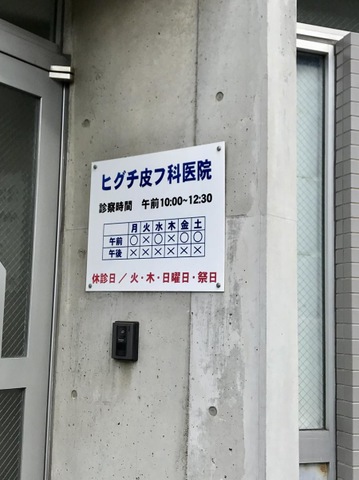 ヒグチ皮フ科医院
診察時間 午前10:00~12:30
月 火 水 木 金 土
午前 ○ × ○ × ○ ○
午後 × × × × × ×
休診日／火・木・日曜日・祭日